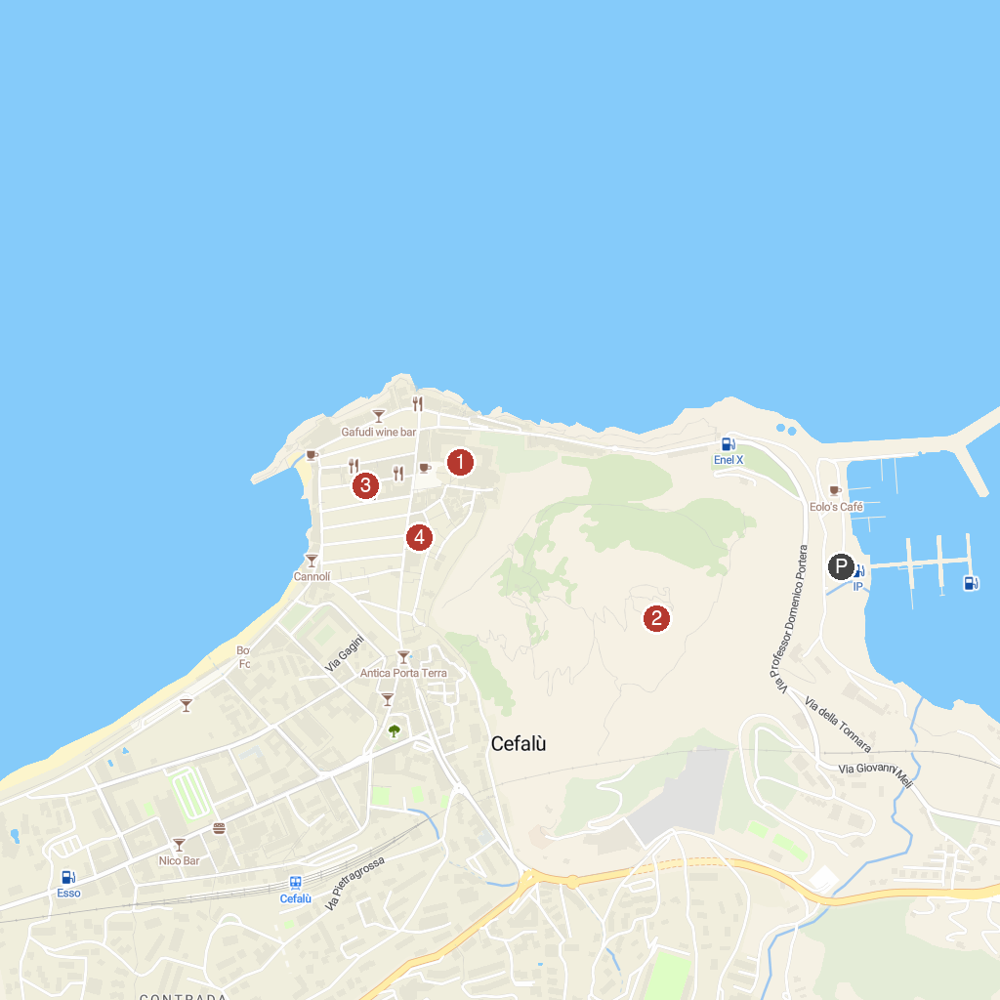 Gafudi wine bar
1
Enel X
3
Eolo's Café
4
P
IP
Cannolí
Via Professor Domenico Portera
2
Via Gagini
Antica Porta Terra
Via della Tonnara
Cefalù
Via Giovanni Meli
Nico Bar
Via Pietragrossa
Esso
Cefalù
CONTRADA